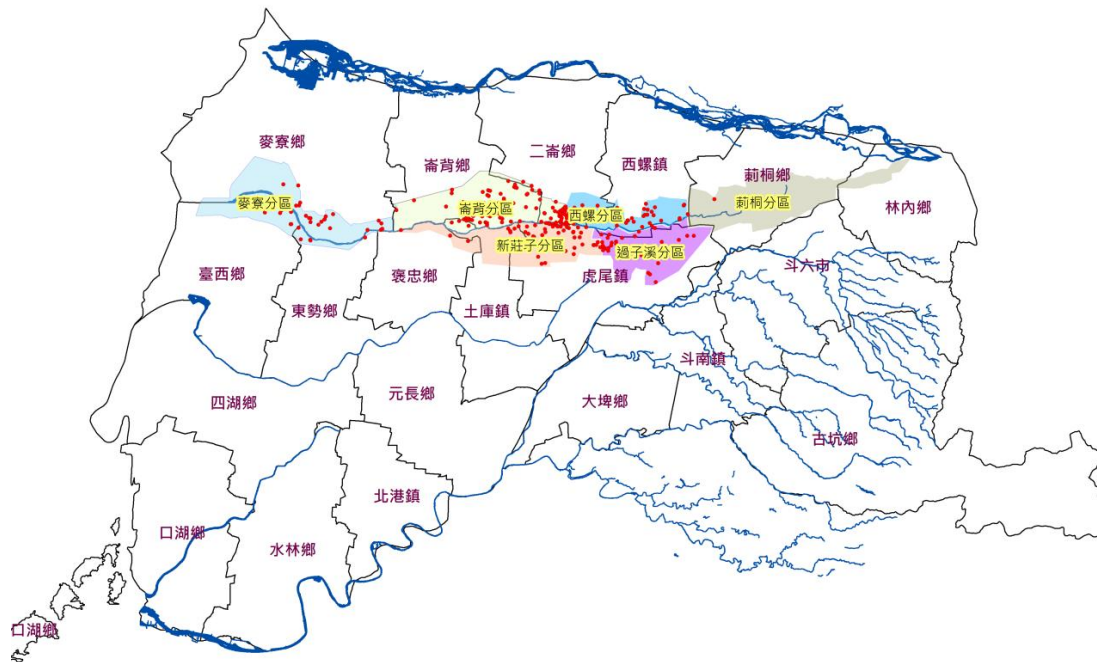 麥寮鄉
崙背鄉
二崙鄉
西螺鎮
莿桐鄉
林內鄉
麥寮分區
崙背分區
西螺分區
莿桐分區
新庄子分區
過子溪分區
臺西鄉
東勢鄉
褒忠鄉
土庫鎮
虎尾鎮
斗六市
四湖鄉
元長鄉
大埤鄉
斗南鎮
古坑鄉
北港鎮
口湖鄉
水林鄉
口湖鄉